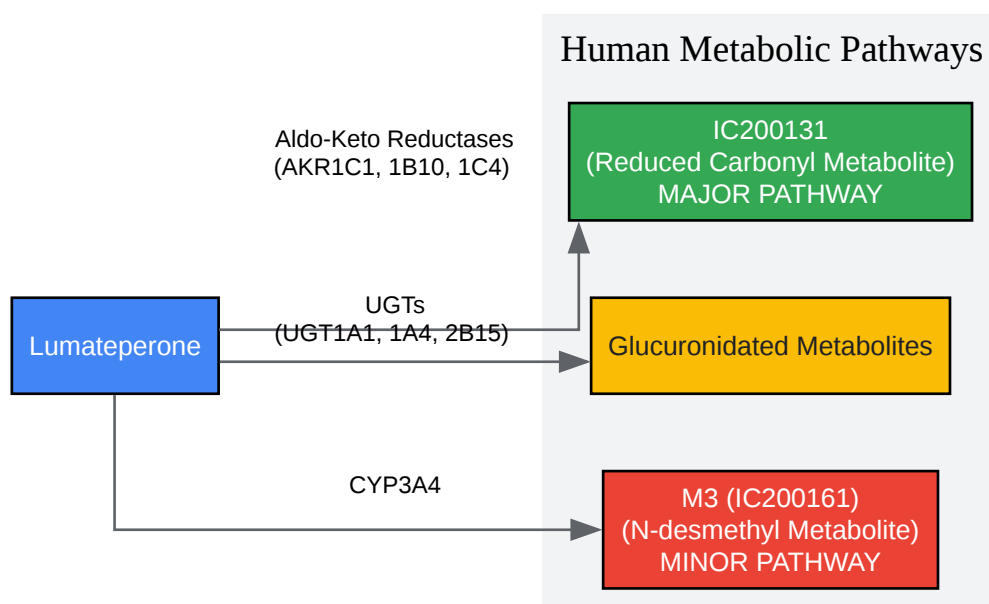 Human Metabolic Pathways
Aldo-Keto Reductases
(AKR1C1, 1B10, 1C4)
IC200131
(Reduced Carbonyl Metabolite)
MAJOR PATHWAY
Lumateperone
UGTs
(UGT1A1, 1A4, 2B15)
Glucuronidated Metabolites
CYP3A4
M3 (IC200161)
(N-desmethyl Metabolite)
MINOR PATHWAY